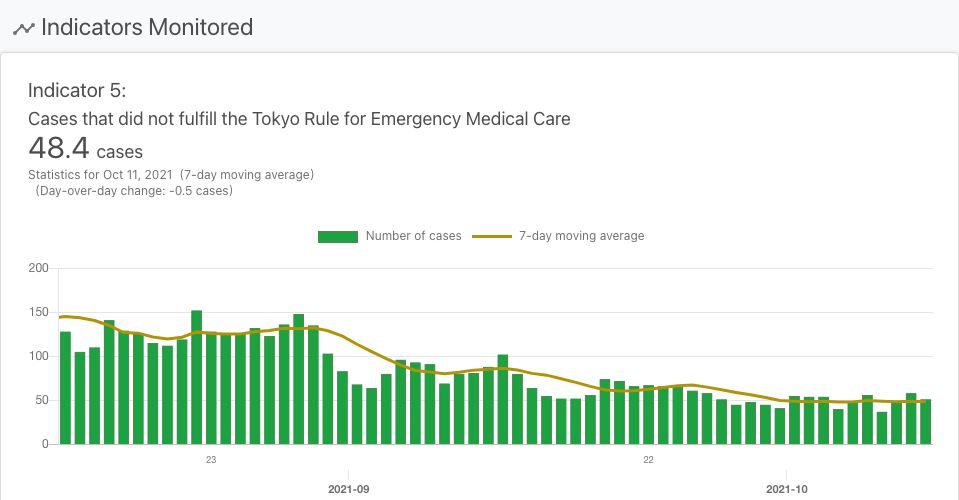 Indicators Monitored
Indicator 5:
Cases that did not fulfill the Tokyo Rule for Emergency Medical Care
48.4 cases
Statistics for Oct 11, 2021 (7-day moving average)
(Day-over-day change: -0.5 cases)
Number of cases 7-day moving average
200
150
100
50
0
23 22
2021-09 2021-10